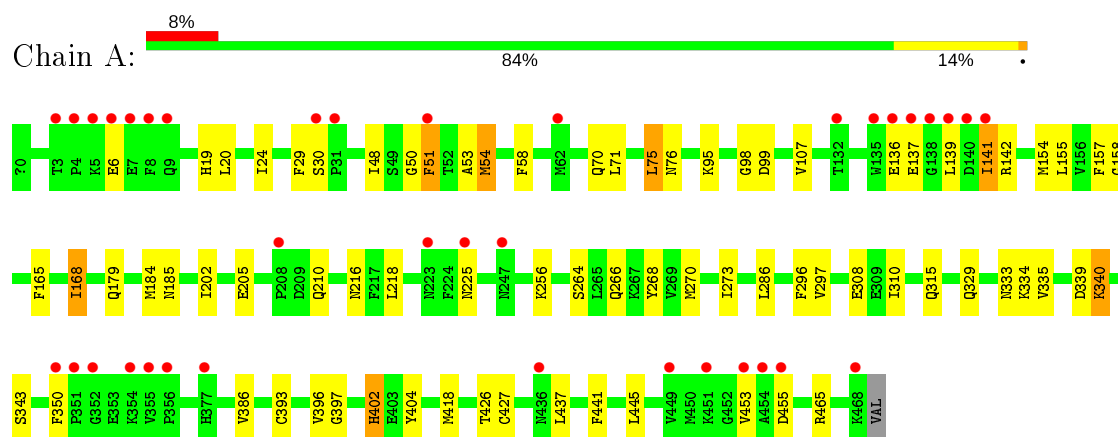 8%
Chain A:
84% 14% •
?0 T3 P4 K5 E6 E7 F8 Q9 H19 L20 I24 F29 S30 P31 I48 S49 G50 F51 T52 A53 M54 F58 M62 Q70 L71 L75 N76 K95 G98 D99 V107 T132 W135 E136 E137 G138 L139 D140 I141 R142 M154 L155 V156 F157 G158
F165 I168 Q179 M184 N185 I202 E205 P208 D209 Q210 N216 F217 L218 N223 F224 N225 N247 K256 S264 L265 Q266 K267 Y268 V269 M270 I273 L286 F296 V297 E308 E309 I310 Q315 Q329 N333 K334 V335 D339 K340
S343 F350 P351 G352 E353 K354 V355 P356 H377 V386 C393 V396 G397 H402 E403 Y404 M418 T426 C427 N436 L437 F441 L445 V449 M450 K451 G452 V453 A454 D455 R465 K468 VAL